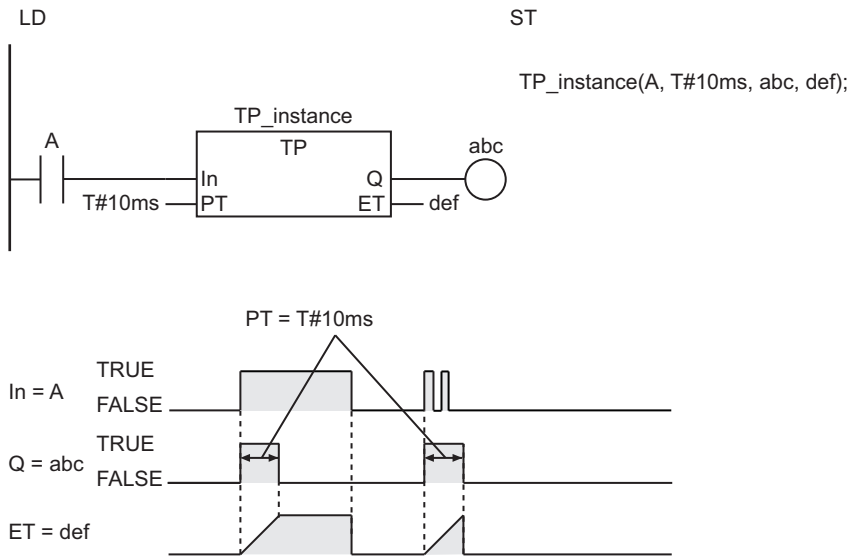 LD
ST
TP_instance(A, T#10ms, abc, def);
TP_instance
A
TP
abc
In
Q
T#10ms
PT
ET
def
PT = T#10ms
In = A
TRUE
FALSE
Q = abc
TRUE
FALSE
ET = def